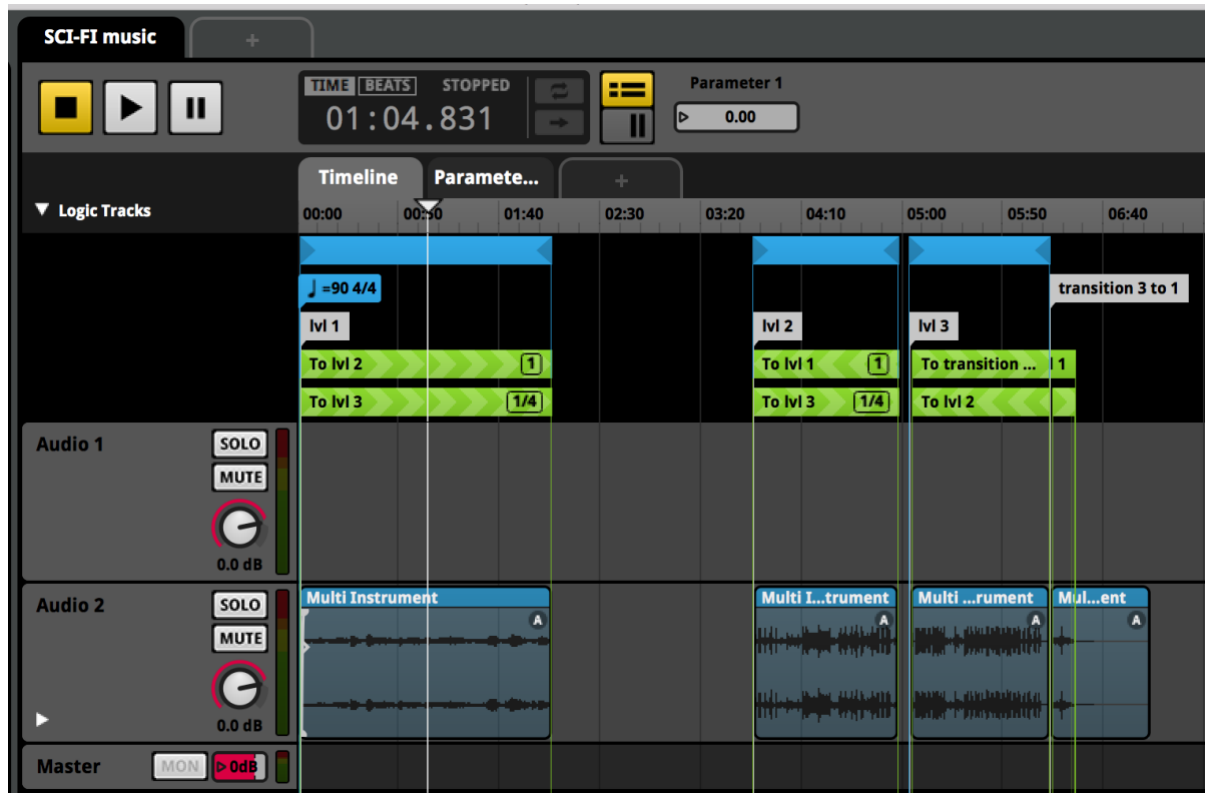 SCI-FI music
+
TIME BEATS STOPPED
01:04.831
Parameter 1
0.00
Timeline
Paramete...
+
Logic Tracks
00:00 00:50 01:40 02:30 03:20 04:10 05:00 05:50 06:40
=90 4/4
transition 3 to 1
lvl 1
lvl 2
lvl 3
To lvl 2 1
To lvl 1 1
To transition ... 1
To lvl 3 1/4
To lvl 3 1/4
To lvl 2
Audio 1
SOLO
MUTE
0.0 dB
Audio 2
SOLO
MUTE
0.0 dB
Multi Instrument
A
Multi I...trument
A
Multi ...rument
A
Mul...ent
A
Master
MON
0dB